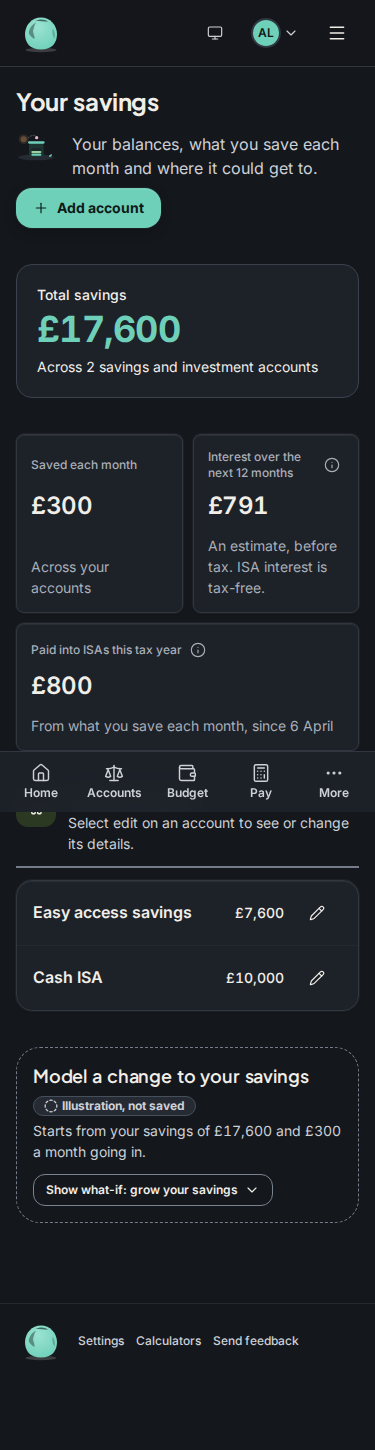 AL
Your savings
Your balances, what you save each
month and where it could get to.
Add account
Total savings
£17,600
Across 2 savings and investment accounts
Saved each month
£300
Across your
accounts
Interest over the
next 12 months
£791
An estimate, before
tax. ISA interest is
tax-free.
Paid into ISAs this tax year
£800
From what you save each month, since 6 April
Home
Accounts
Budget
Pay
More
Select edit on an account to see or change
its details.
Easy access savings
£7,600
Cash ISA
£10,000
Model a change to your savings
Illustration, not saved
Starts from your savings of £17,600 and £300
a month going in.
Show what-if: grow your savings
Settings
Calculators
Send feedback